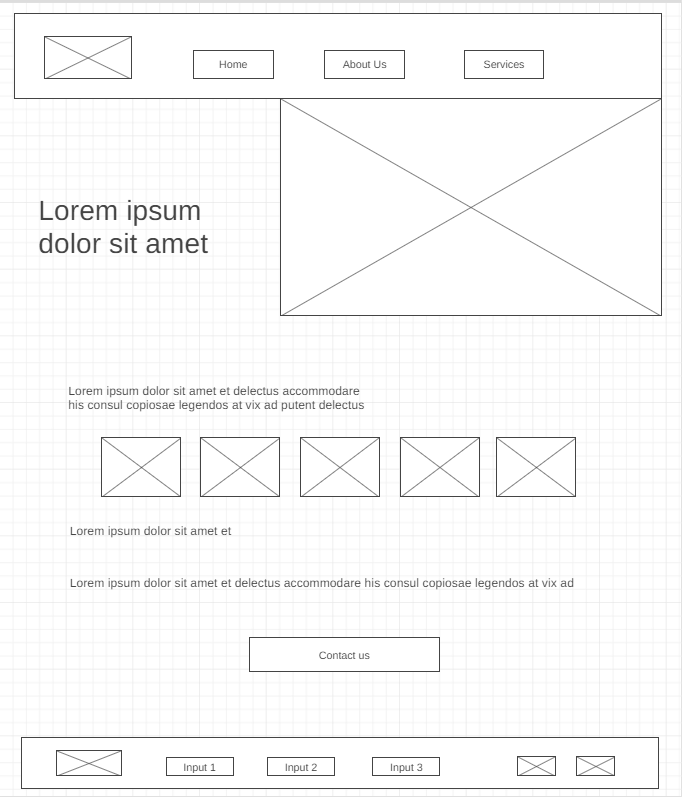 Home
About Us
Services
Lorem ipsum
dolor sit amet
Lorem ipsum dolor sit amet et delectus accommodare
his consul copiosae legendos at vix ad putent delectus
Lorem ipsum dolor sit amet et
Lorem ipsum dolor sit amet et delectus accommodare his consul copiosae legendos at vix ad
Contact us
Input 1
Input 2
Input 3